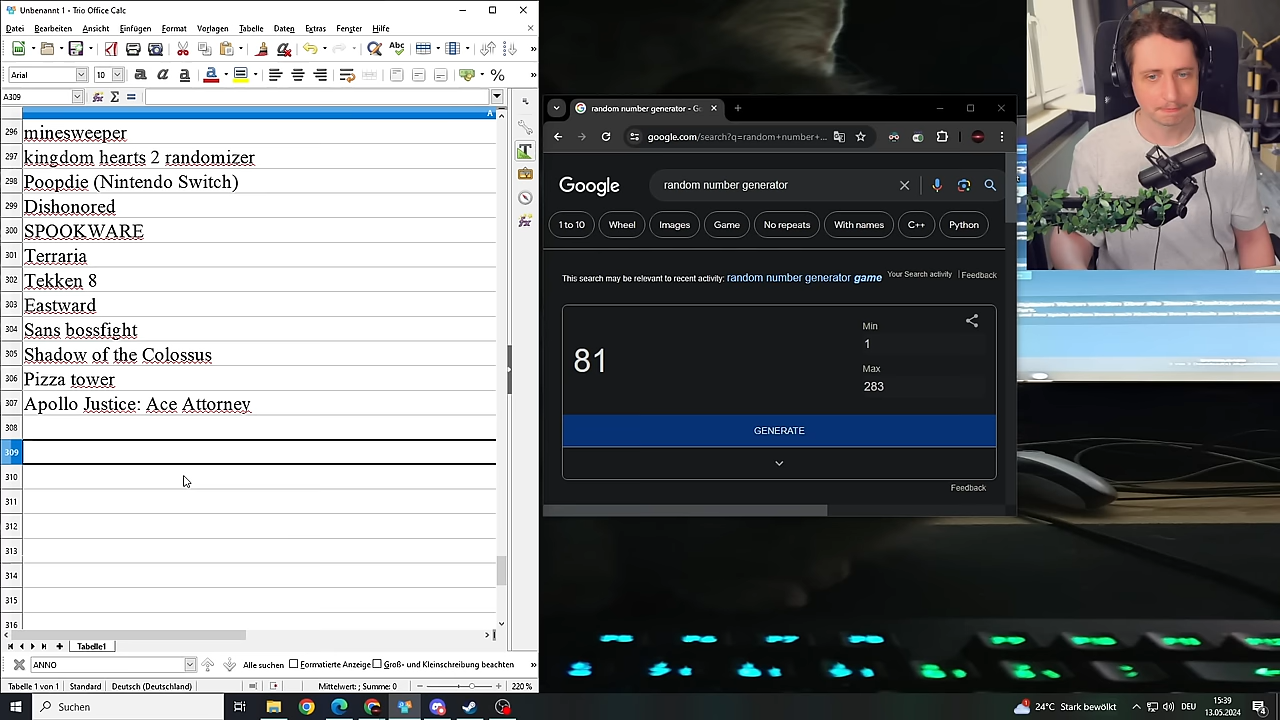 Unbenannt 1 - Trio Office Calc
Datei Bearbeiten Ansicht Einfügen Format Vorlagen Tabelle Daten Extras Fenster Hilfe
Arial 10
A309
A
296 minesweeper
297 kingdom hearts 2 randomizer
298 Poopdie (Nintendo Switch)
299 Dishonored
300 SPOOKWARE
301 Terraria
302 Tekken 8
303 Eastward
304 Sans bossfight
305 Shadow of the Colossus
306 Pizza tower
307 Apollo Justice: Ace Attorney
308
309
310
311
312
313
314
315
316
Tabelle1
ANNO Alle suchen Formatierte Anzeige Groß- und Kleinschreibung beachten
Tabelle 1 von 1 Standard Deutsch (Deutschland) Mittelwert: ; Summe: 0 220 %
random number generator - G
google.com/search?q=random+number+...
Google random number generator
1 to 10 Wheel Images Game No repeats With names C++ Python
This search may be relevant to recent activity: random number generator game Your Search activity | Feedback
81
Min
1
Max
283
GENERATE
Feedback
Suchen
24°C Stark bewölkt DEU 15:39
13.05.2024